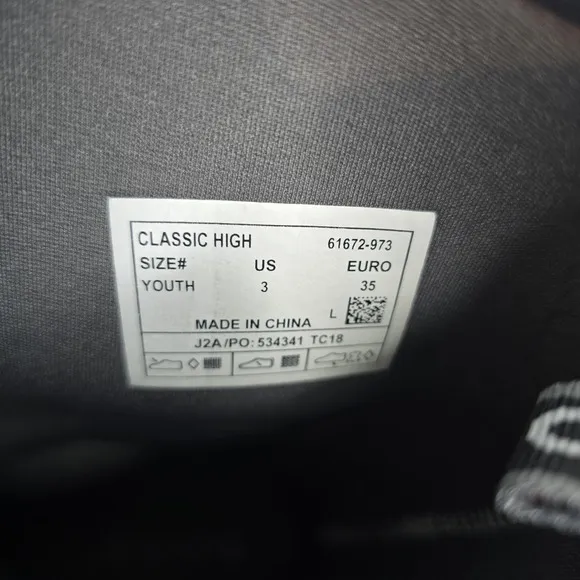 CLASSIC HIGH 61672-973
SIZE# US EURO
YOUTH 3 35
L
MADE IN CHINA
J2A/PO: 534341 TC18